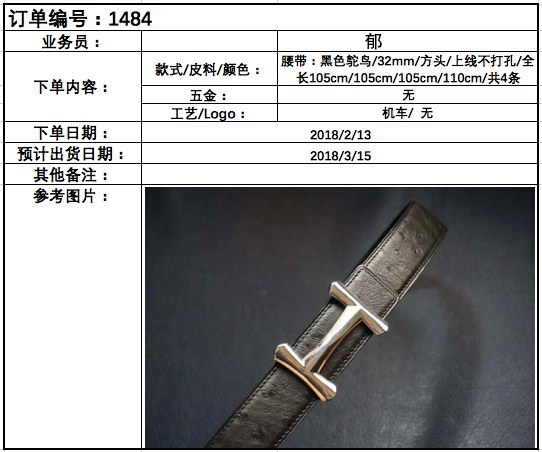 订单编号：1484
业务员：
郁
下单内容：
款式/皮料/颜色：
腰带：黑色鸵鸟/32mm/方头/上线不打孔/全
长105cm/105cm/105cm/110cm/共4条
五金：
无
工艺/Logo：
机车/ 无
下单日期：
2018/2/13
预计出货日期：
2018/3/15
其他备注：
参考图片：